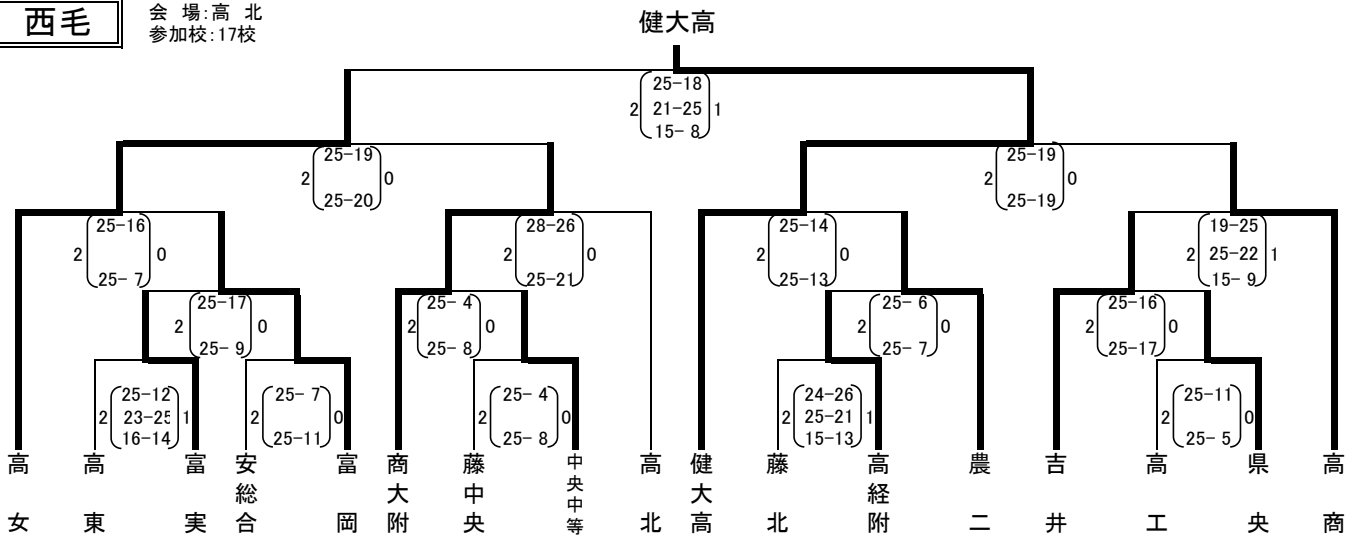 西毛
会 場:高 北
参加校:17校
健大高
25-18
2 21-25 1
15- 8
25-19
2 0
25-20
25-19
2 0
25-19
25-16
2 0
25- 7
28-26
2 0
25-21
25-14
2 0
25-13
19-25
2 25-22 1
15- 9
25-17
2 0
25- 9
25- 4
2 0
25- 8
25- 6
2 0
25- 7
25-16
2 0
25-17
25-12
2 23-25 1
16-14
25- 7
2 0
25-11
25- 4
2 0
25- 8
24-26
2 25-21 1
15-13
25-11
2 0
25- 5
高女
高東
富実
安総合
富岡
商大附
藤中央
中央中等
高北
健大高
藤北
高経附
農二
吉井
高工
県央
高商